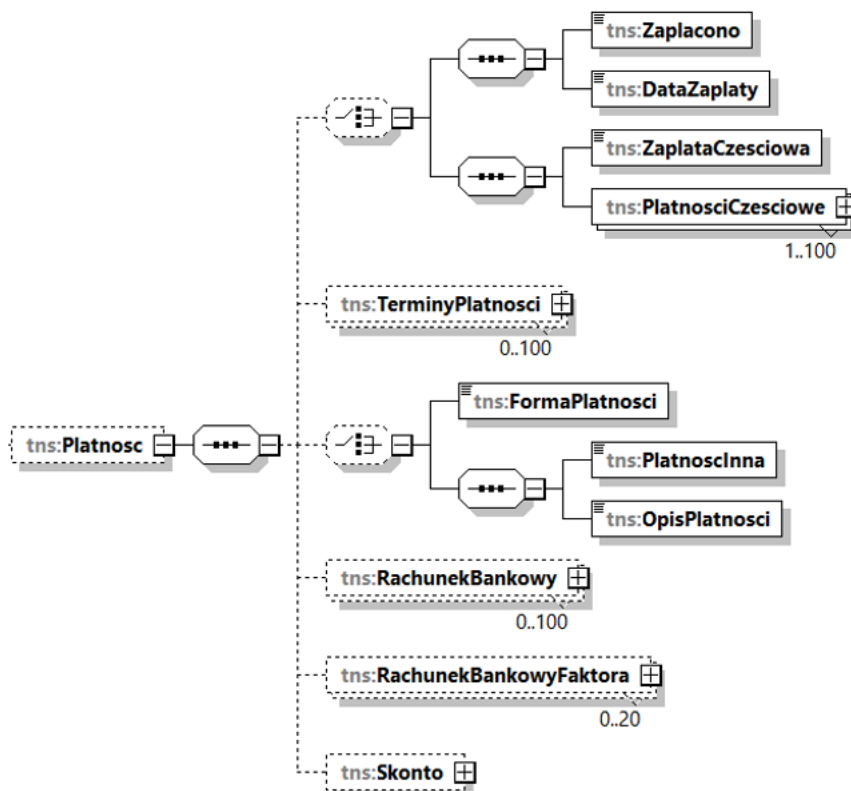 tns:Zaplacono
tns:DataZaplaty
tns:ZaplataCzesciowa
tns:PlatnosciCzesciowe
1..100
tns:TerminyPlatnosci
0..100
tns:FormaPlatnosci
tns:Platnosc
tns:PlatnoscInna
tns:OpisPlatnosci
tns:RachunekBankowy
0..100
tns:RachunekBankowyFaktora
0..20
tns:Skonto